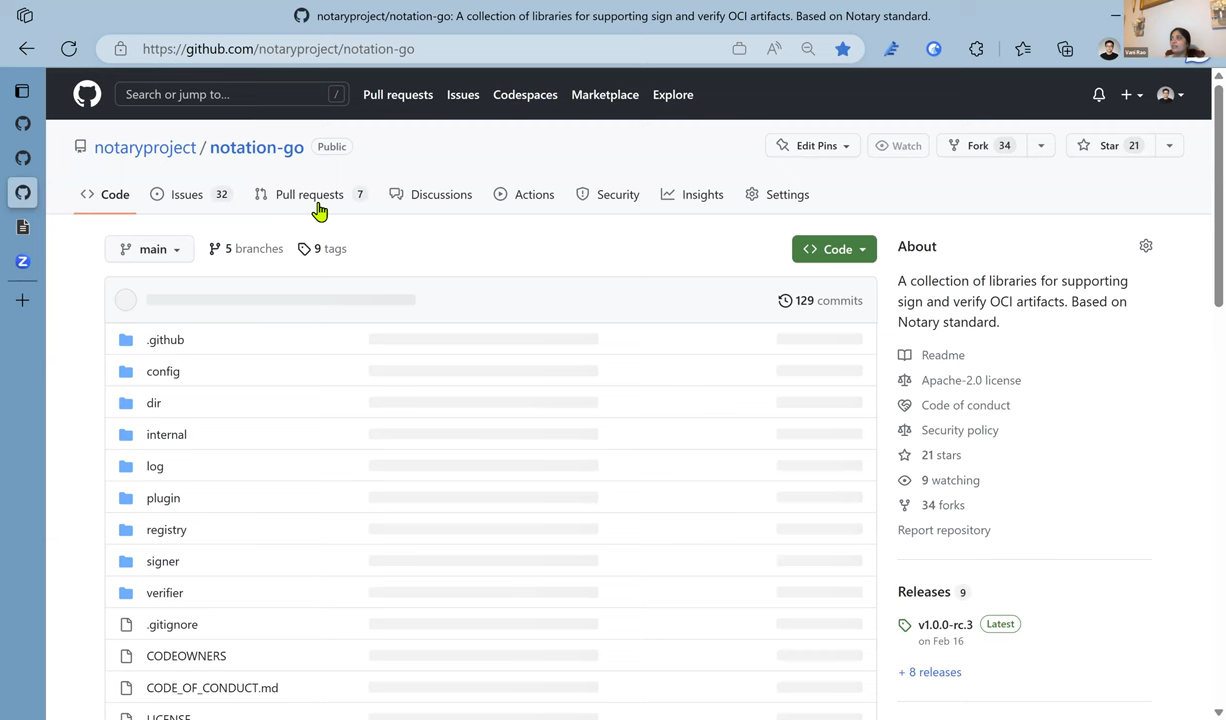 notaryproject/notation-go: A collection of libraries for supporting sign and verify OCI artifacts. Based on Notary standard.
https://github.com/notaryproject/notation-go
Vani Rao
Search or jump to... /
Pull requests Issues Codespaces Marketplace Explore
notaryproject / notation-go Public
Edit Pins Watch Fork 34 Star 21
Code Issues 32 Pull requests 7 Discussions Actions Security Insights Settings
main 5 branches 9 tags Code
129 commits
.github
config
dir
internal
log
plugin
registry
signer
verifier
.gitignore
CODEOWNERS
CODE_OF_CONDUCT.md
LICENSE
About
A collection of libraries for supporting
sign and verify OCI artifacts. Based on
Notary standard.
Readme
Apache-2.0 license
Code of conduct
Security policy
21 stars
9 watching
34 forks
Report repository
Releases 9
v1.0.0-rc.3 Latest
on Feb 16
+ 8 releases